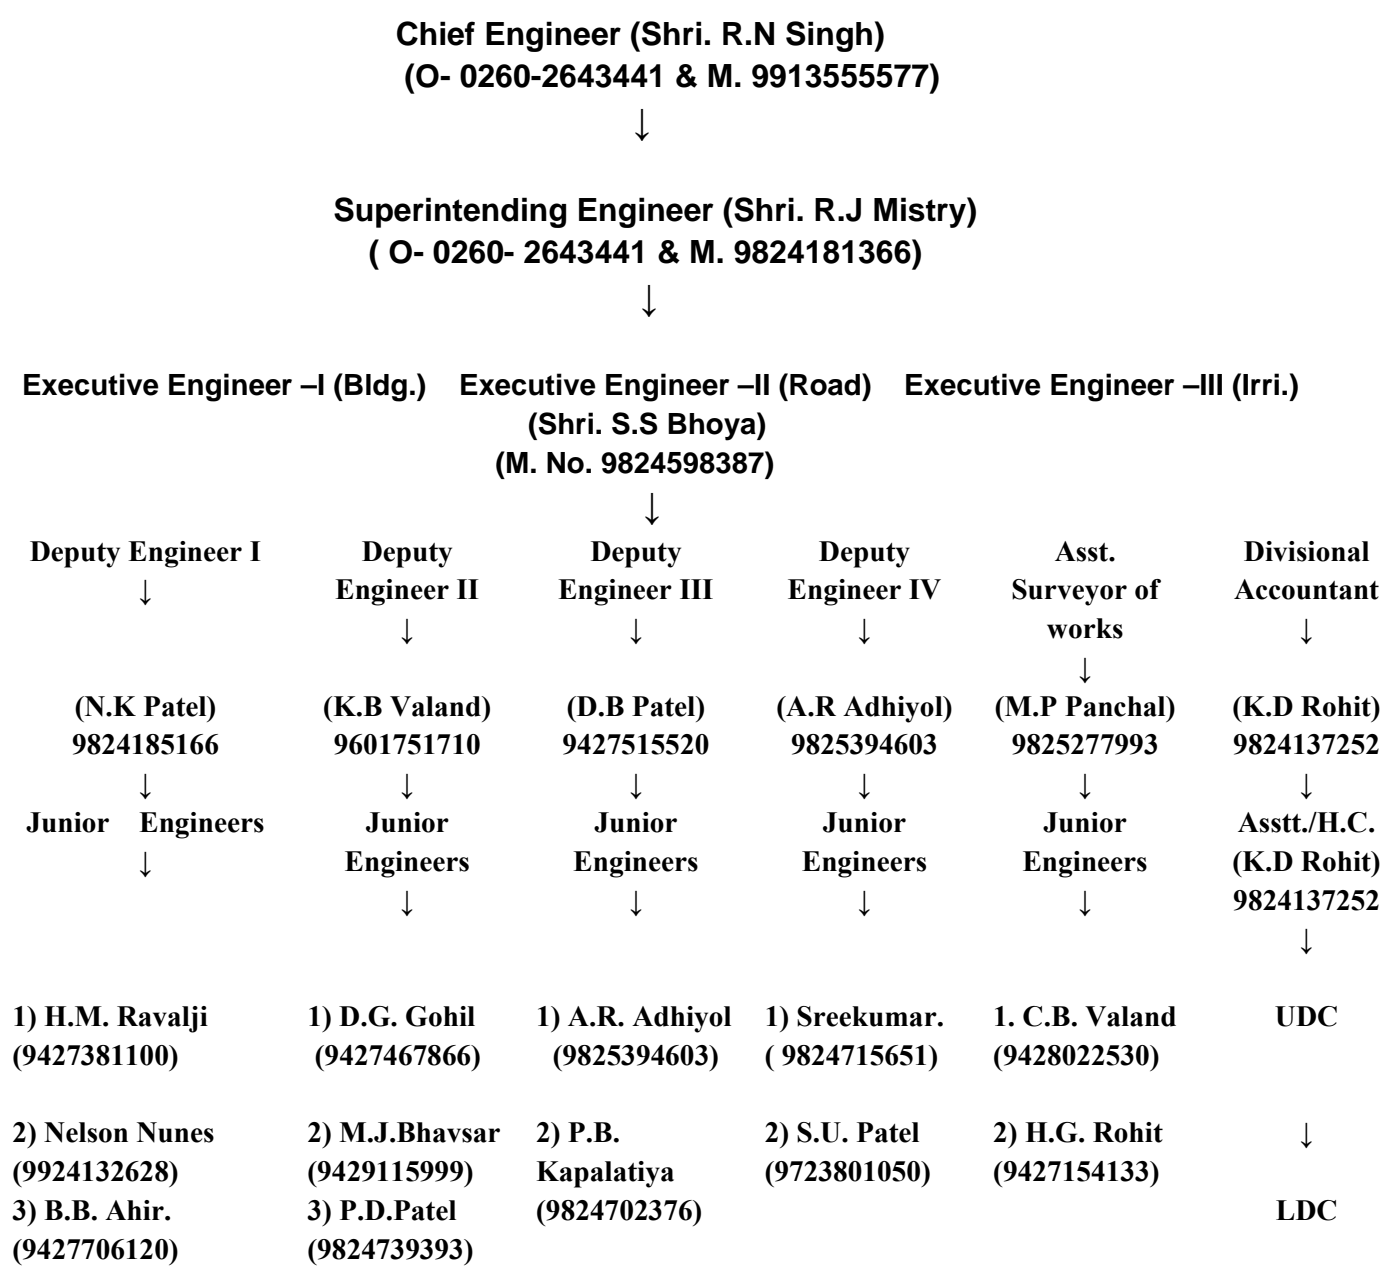 Chief Engineer (Shri. R.N Singh)
(O- 0260-2643441 & M. 9913555577)
↓
Superintending Engineer (Shri. R.J Mistry)
( O- 0260- 2643441 & M. 9824181366)
↓
Executive Engineer –I (Bldg.) Executive Engineer –II (Road) Executive Engineer –III (Irri.)
(Shri. S.S Bhoya)
(M. No. 9824598387)
↓
Deputy Engineer I Deputy Deputy Deputy Asst. Divisional
↓ Engineer II Engineer III Engineer IV Surveyor of Accountant
↓ ↓ ↓ works ↓
↓
(N.K Patel) (K.B Valand) (D.B Patel) (A.R Adhiyol) (M.P Panchal) (K.D Rohit)
9824185166 9601751710 9427515520 9825394603 9825277993 9824137252
↓ ↓ ↓ ↓ ↓ ↓
Junior Engineers Junior Junior Junior Junior Asstt./H.C.
↓ Engineers Engineers Engineers Engineers (K.D Rohit)
↓ ↓ ↓ ↓ 9824137252
↓
1) H.M. Ravalji 1) D.G. Gohil 1) A.R. Adhiyol 1) Sreekumar. 1. C.B. Valand UDC
(9427381100) (9427467866) (9825394603) ( 9824715651) (9428022530)
2) Nelson Nunes 2) M.J.Bhavsar 2) P.B. 2) S.U. Patel 2) H.G. Rohit ↓
(9924132628) (9429115999) Kapalatiya (9723801050) (9427154133)
3) B.B. Ahir. 3) P.D.Patel (9824702376) LDC
(9427706120) (9824739393)